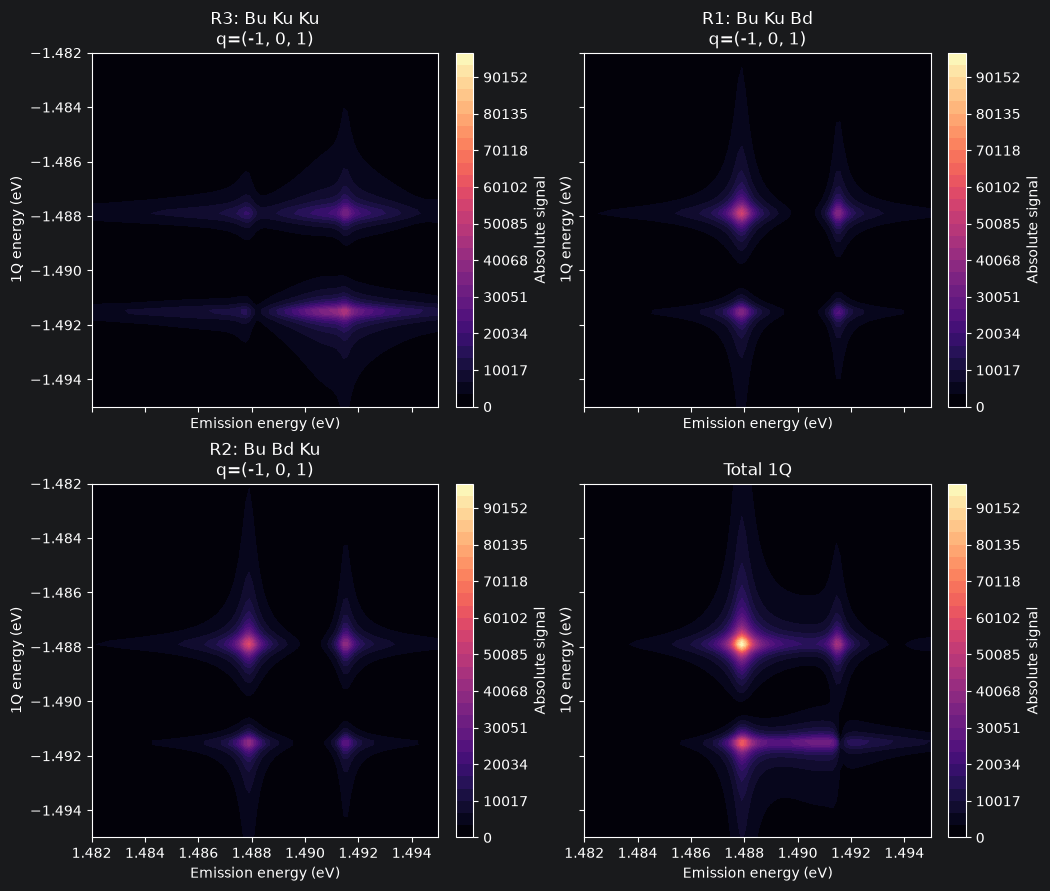 R3: Bu Ku Ku
q=(-1, 0, 1)
R1: Bu Ku Bd
q=(-1, 0, 1)
−1.482
−1.484
−1.486
−1.488
−1.490
−1.492
−1.494
1Q energy (eV)
Emission energy (eV)
90152
80135
70118
60102
50085
40068
30051
20034
10017
0
Absolute signal
1Q energy (eV)
Emission energy (eV)
90152
80135
70118
60102
50085
40068
30051
20034
10017
0
Absolute signal
R2: Bu Bd Ku
q=(-1, 0, 1)
Total 1Q
−1.482
−1.484
−1.486
−1.488
−1.490
−1.492
−1.494
1Q energy (eV)
1.482 1.484 1.486 1.488 1.490 1.492 1.494
Emission energy (eV)
90152
80135
70118
60102
50085
40068
30051
20034
10017
0
Absolute signal
1Q energy (eV)
1.482 1.484 1.486 1.488 1.490 1.492 1.494
Emission energy (eV)
90152
80135
70118
60102
50085
40068
30051
20034
10017
0
Absolute signal